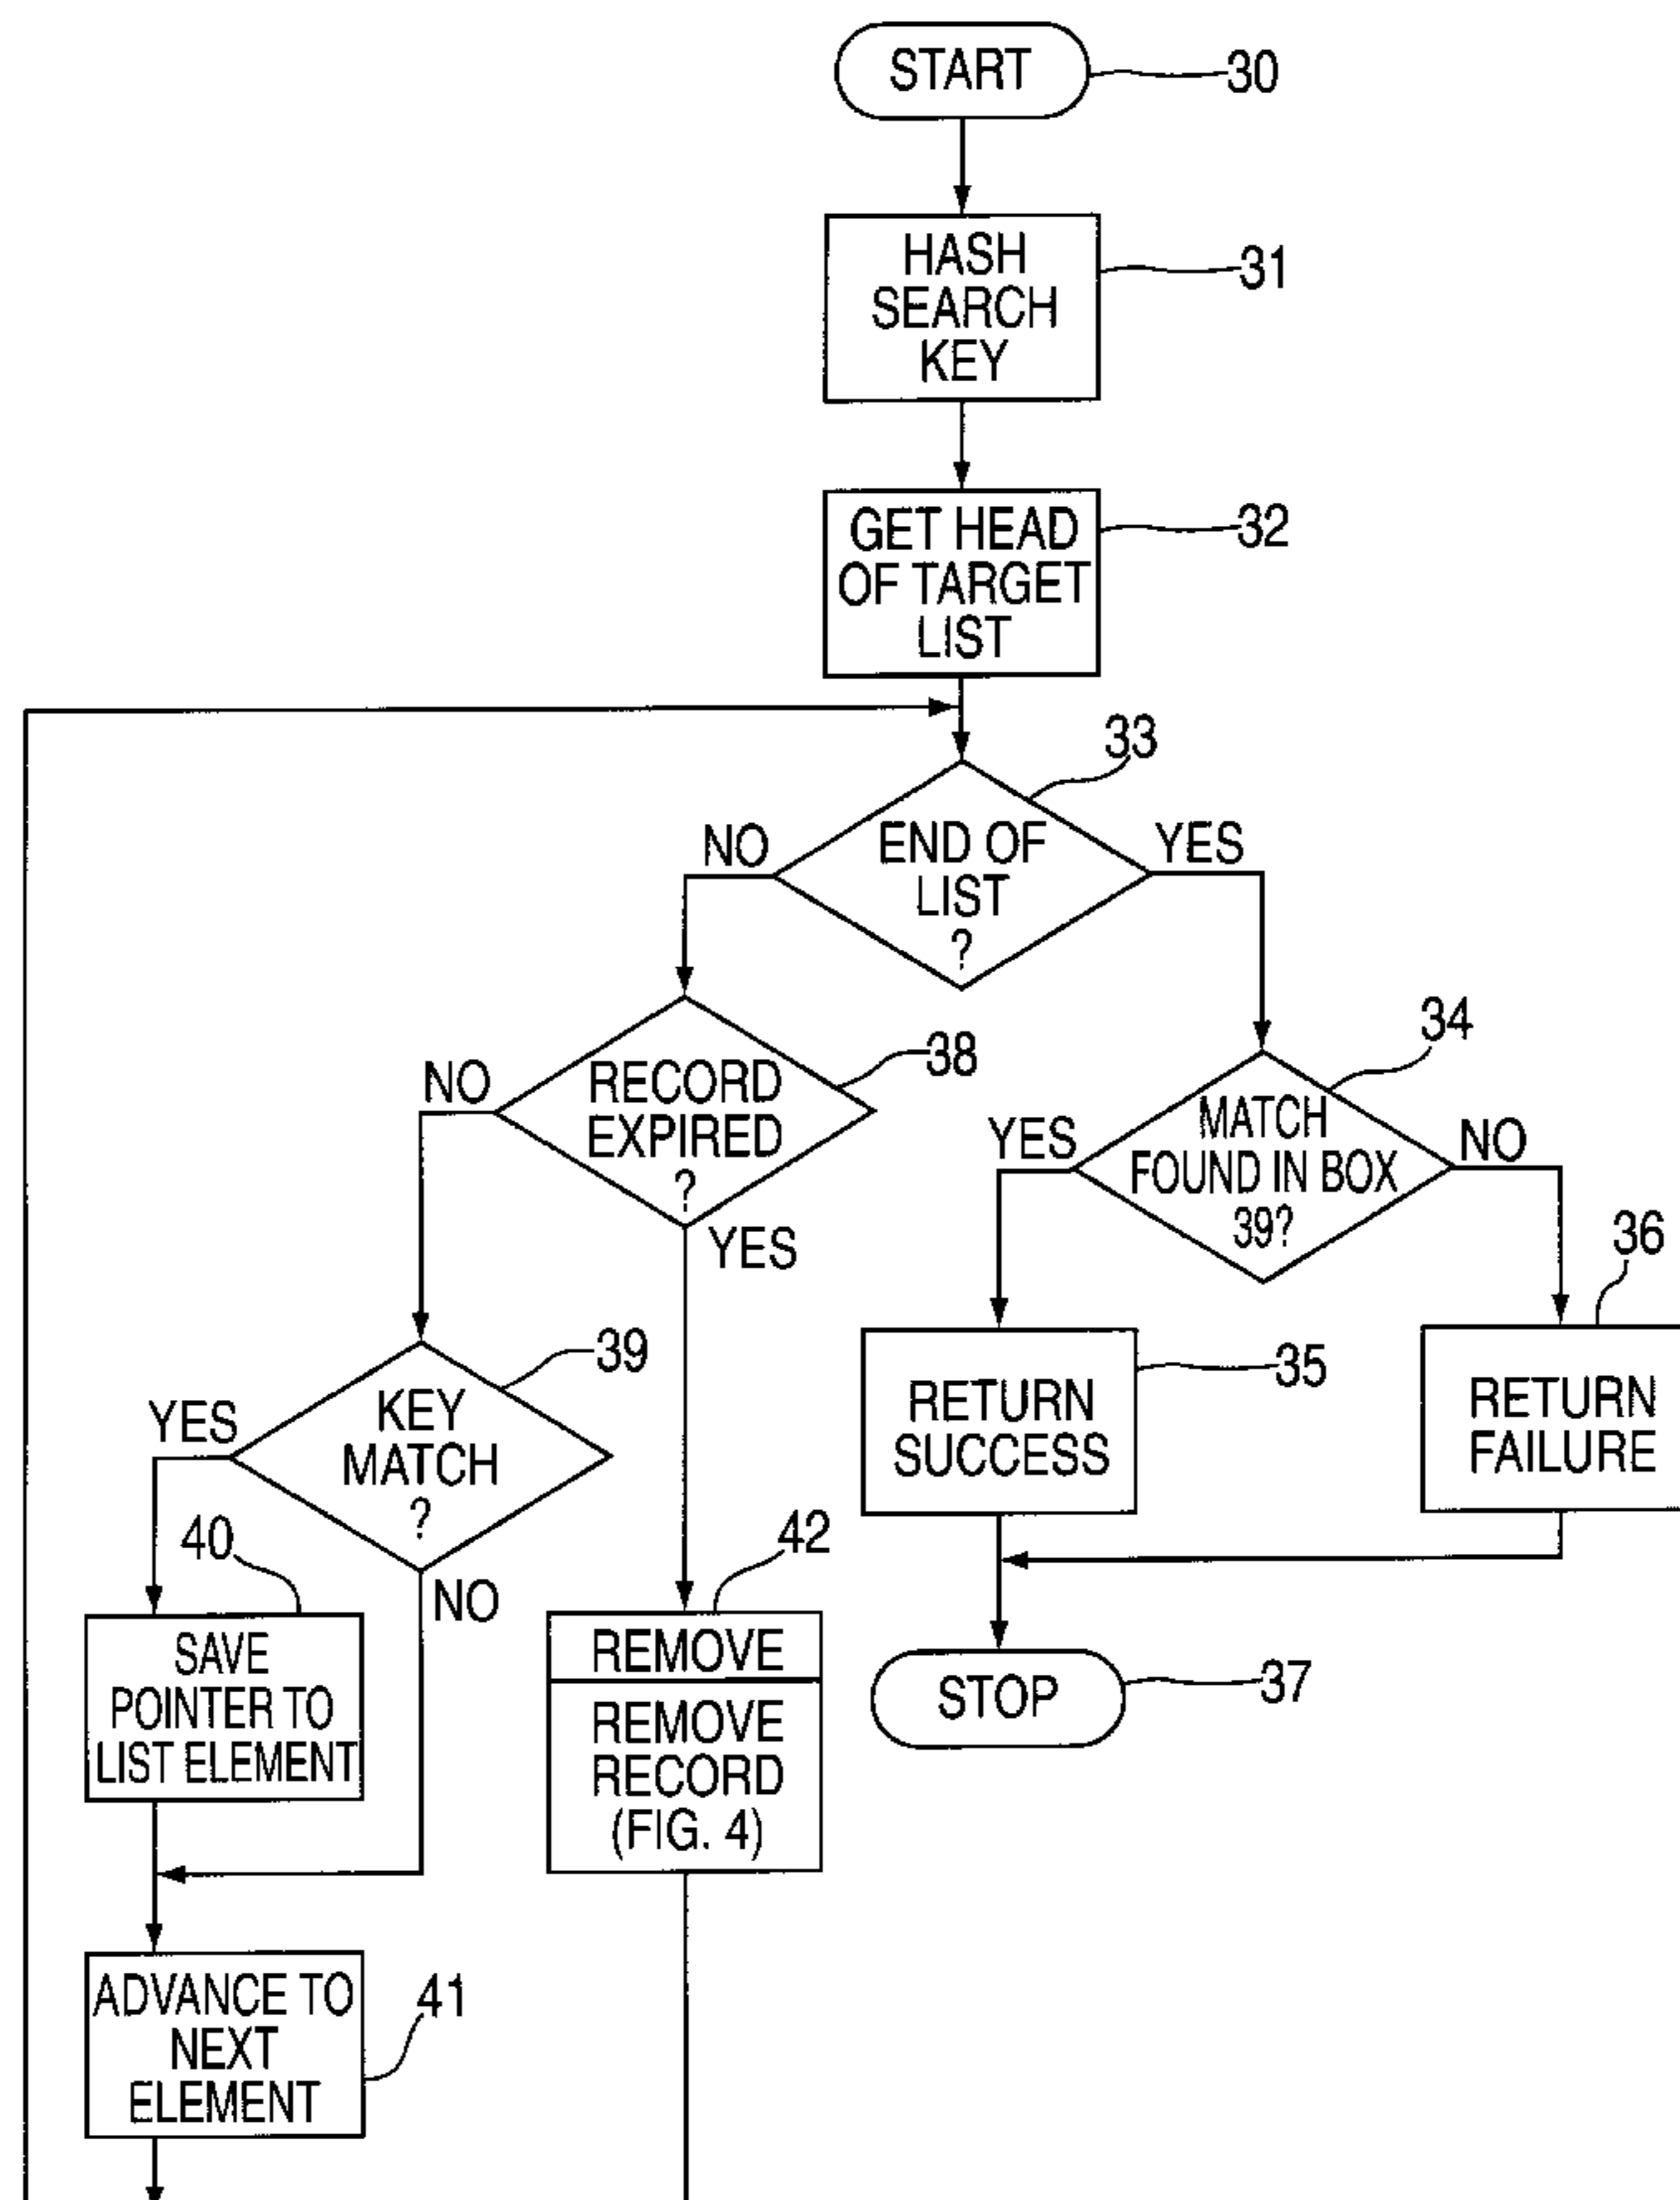 START
30
HASH
SEARCH
KEY
31
GET HEAD
OF TARGET
LIST
32
33
NO
END OF
LIST
?
YES
34
NO
RECORD
EXPIRED
?
38
YES
YES
MATCH
FOUND IN BOX
39?
NO
36
39
YES
KEY
MATCH
?
NO
RETURN
SUCCESS
35
RETURN
FAILURE
40
SAVE
POINTER TO
LIST ELEMENT
42
REMOVE
REMOVE
RECORD
(FIG. 4)
STOP
37
ADVANCE TO
NEXT
ELEMENT
41